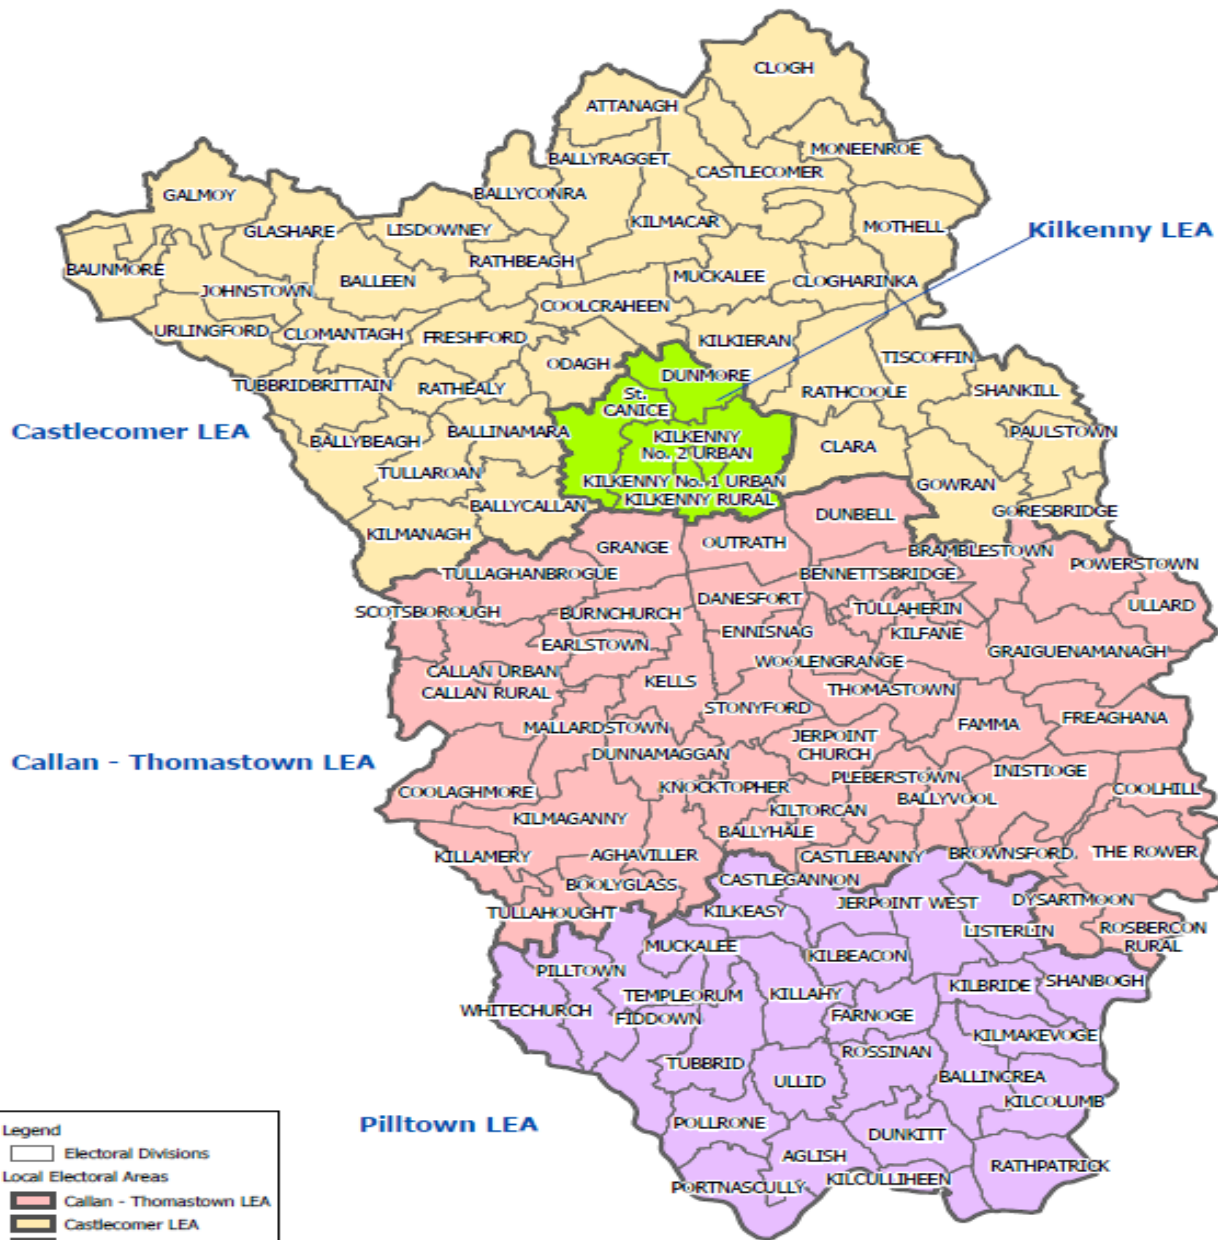 CLOGH
ATTANAGH
MONEENROE
BALLYRAGGET
CASTLECOMER
GALMOY
BALLYCONRA
KILMACAR
MOTHELL
GLASHARE
LISDOWNEY
Kilkenny LEA
BAUNMORE
RATHBEAGH
JOHNSTOWN
BALLEEN
MUCKALEE
CLOGHARINKA
COOLCRAHEEN
URLINGFORD
CLOMANTAGH
FRESHFORD
KILKIERAN
ODAGH
TISCOFFIN
DUNMORE
TUBBRIDBRITTAIN
RATHEALY
St.
CANICE
RATHCOOLE
SHANKILL
Castlecomer LEA
BALLYBEAGH
BALLINAMARA
KILKENNY
No. 2 URBAN
CLARA
PAULSTOWN
TULLAROAN
KILKENNY No. 1 URBAN
GOWRAN
BALLYCALLAN
KILKENNY RURAL
DUNBELL
GORESBRIDGE
KILMANAGH
GRANGE
OUTRATH
BRAMBLESTOWN
POWERSTOWN
TULLAGHANBROGUE
BENNETTSBRIDGE
SCOTSBOROUGH
BURNCHURCH
DANESFORT
TULLAHERIN
ULLARD
EARLSTOWN
ENNISNAG
KILFANE
GRAIGUENAMANAGH
CALLAN URBAN
WOOLENGRANGE
CALLAN RURAL
KELLS
THOMASTOWN
STONYFORD
MALLARDSTOWN
FAMMA
FREAGHANA
JERPOINT
CHURCH
Callan - Thomastown LEA
DUNNAMAGGAN
PLEBERSTOWN
INISTIOGE
COOLAGHMORE
KNOCKTOPHER
BALLYVOOL
COOLHILL
KILMAGANNY
KILTORCAN
BALLYHALE
KILLAMERY
AGHAVILLER
CASTLEBANNY
BROWNSFORD
THE ROWER
BOOLYGLASS
CASTLEGANNON
TULLAHOUGHT
KILKEASY
JERPOINT WEST
DYSARTMOON
LISTERLIN
ROSBERCON
RURAL
MUCKALEE
KILBEACON
PILLTOWN
TEMPLEORUM
KILLAHY
KILBRIDE
SHANBOGH
WHITECHURCH
FIDDOWN
FARNOGE
KILMAKEVOGE
TUBBRID
ROSSINAN
ULLID
BALLINCREA
KILCOLUMB
Pilltown LEA
POLLRONE
DUNKITT
AGLISH
RATHPATRICK
PORTNASCULLY
KILCULLIHEEN
Legend
Electoral Divisions
Local Electoral Areas
Callan - Thomastown LEA
Castlecomer LEA